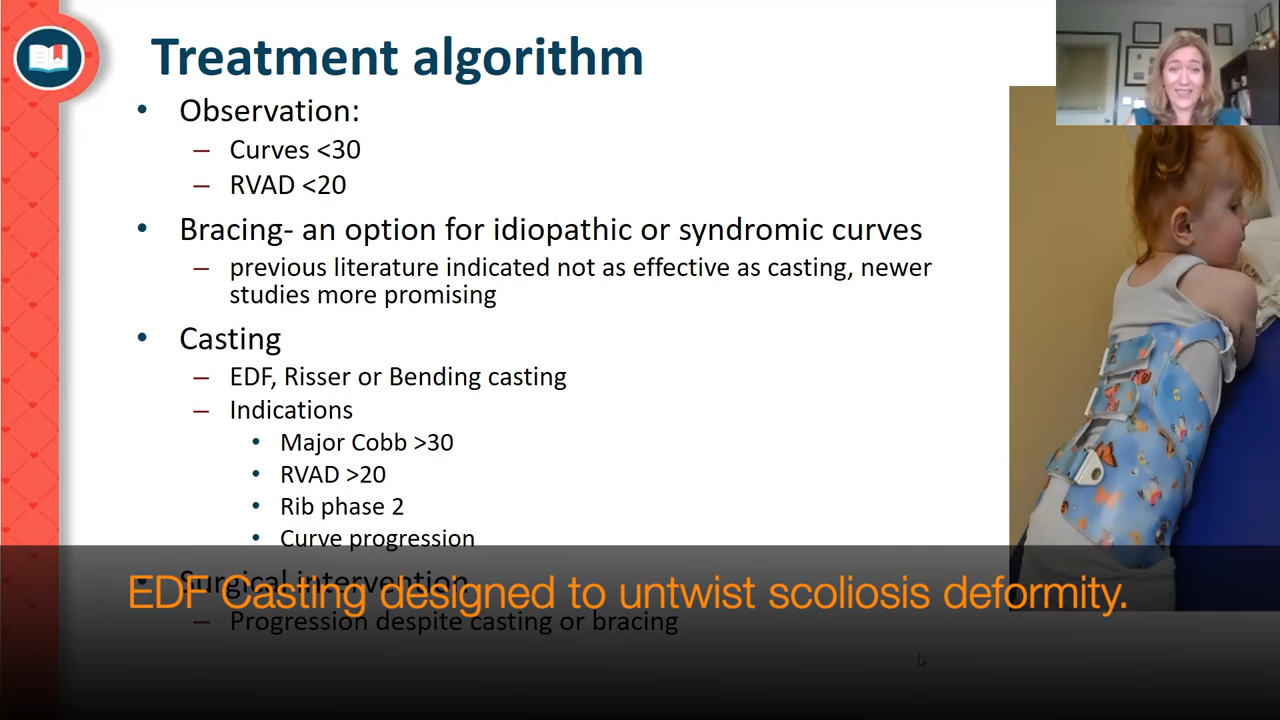 Treatment algorithm
• Observation:
– Curves <30
– RVAD <20
• Bracing- an option for idiopathic or syndromic curves
– previous literature indicated not as effective as casting, newer
studies more promising
• Casting
– EDF, Risser or Bending casting
– Indications
• Major Cobb >30
• RVAD >20
• Rib phase 2
• Curve progression
• Surgical intervention
EDF Casting designed to untwist scoliosis deformity.
– Progression despite casting or bracing